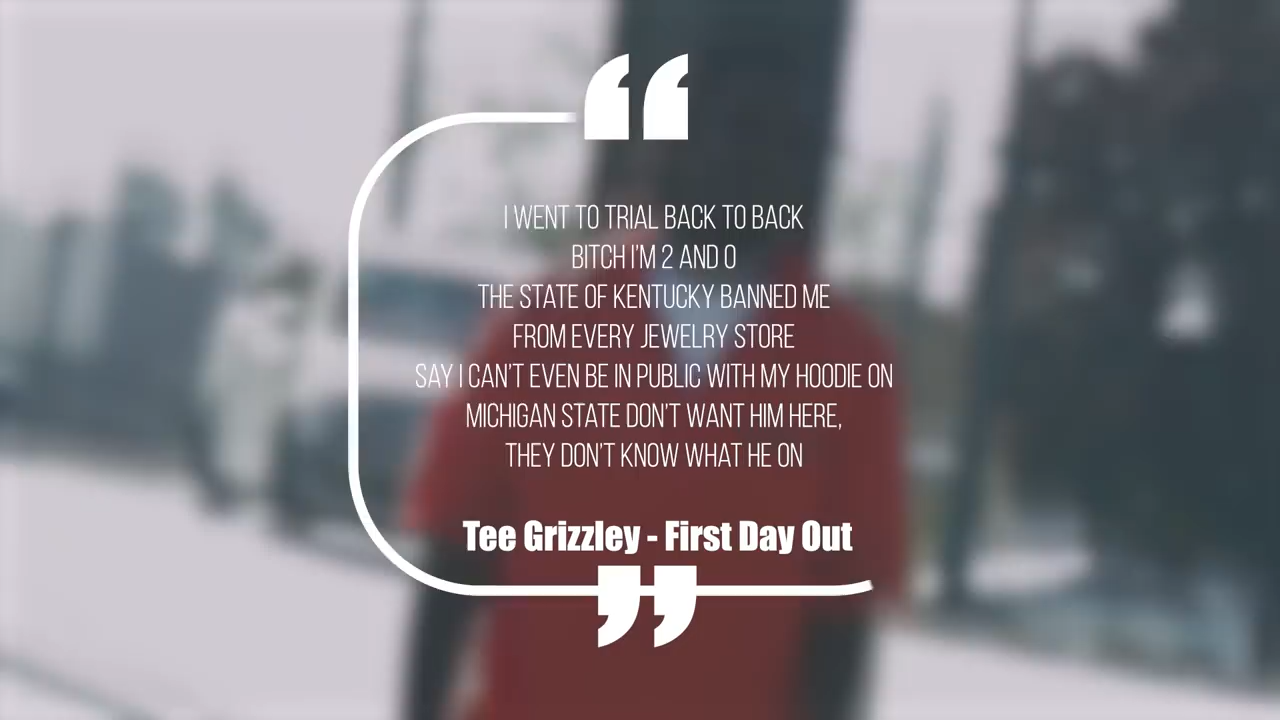 “
I WENT TO TRIAL BACK TO BACK
BITCH I'M 2 AND 0
THE STATE OF KENTUCKY BANNED ME
FROM EVERY JEWELRY STORE
SAY I CAN'T EVEN BE IN PUBLIC WITH MY HOODIE ON
MICHIGAN STATE DON'T WANT HIM HERE,
THEY DON'T KNOW WHAT HE ON
Tee Grizzley - First Day Out
”